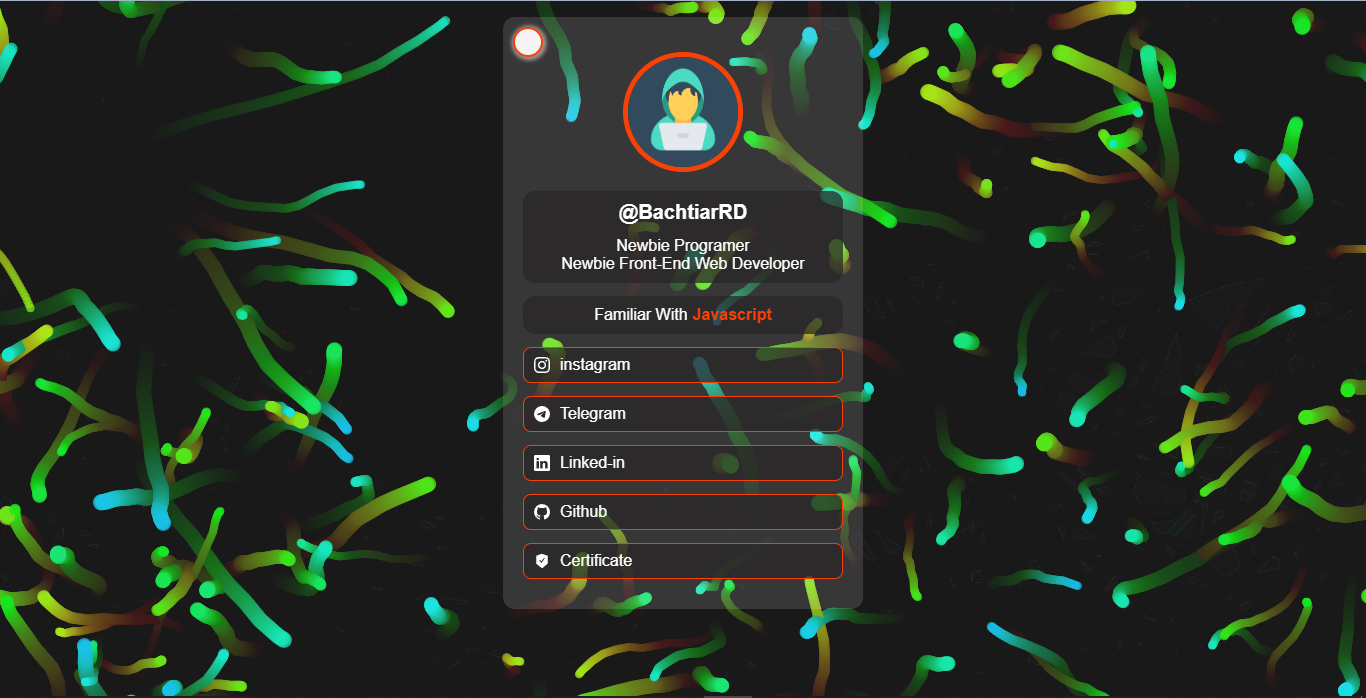 @BachtiarRD
Newbie Programer
Newbie Front-End Web Developer
Familiar With Javascript
instagram
Telegram
Linked-in
Github
Certificate